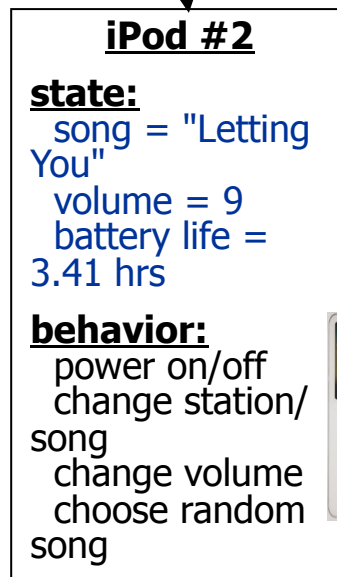 iPod #2
state:
song = "Letting
You"
volume = 9
battery life =
3.41 hrs
behavior:
power on/off
change station/
song
change volume
choose random
song